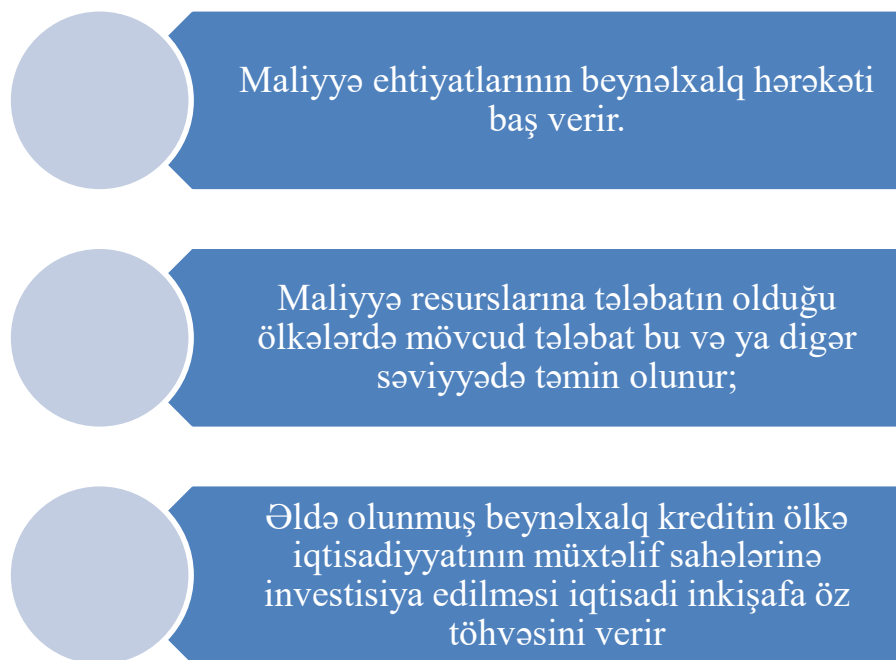 Maliyyə ehtiyatlarının beynəlxalq hərəkəti
baş verir.
Maliyyə resurslarına tələbatın olduğu
ölkələrdə mövcud tələbat bu və ya digər
səviyyədə təmin olunur;
Əldə olunmuş beynəlxalq kreditin ölkə
iqtisadiyyatının müxtəlif sahələrinə
investisiya edilməsi iqtisadi inkişafa öz
töhvəsini verir